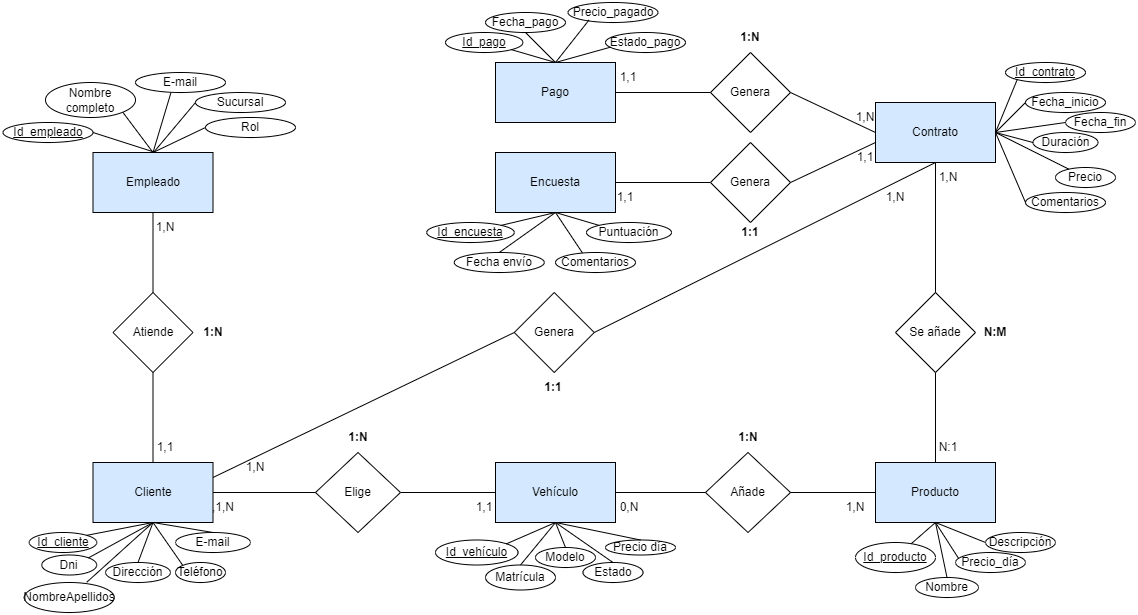 Precio_pagado
Fecha_pago
Id_pago
Estado_pago
1:N
1,1
Pago
Genera
1,N
Id_contrato
Fecha_inicio
Fecha_fin
Duración
Precio
Comentarios
Contrato
E-mail
Nombre
completo
Sucursal
Id_empleado
Rol
Empleado
1,N
Encuesta
Genera
1,1
1,1
1:1
Id_encuesta
Puntuación
Fecha envío
Comentarios
1,N
1,N
Atiende
1:N
Genera
1:1
Se añade
N:M
1,1
1,N
1:N
1:N
N:1
Cliente
1,N
Elige
1,1
Vehículo
0,N
Añade
1,N
Producto
Id_cliente
E-mail
Dni
Dirección
Teléfono
NombreApellidos
Id_vehículo
Precio día
Modelo
Matrícula
Estado
Descripción
Id_producto
Precio_día
Nombre